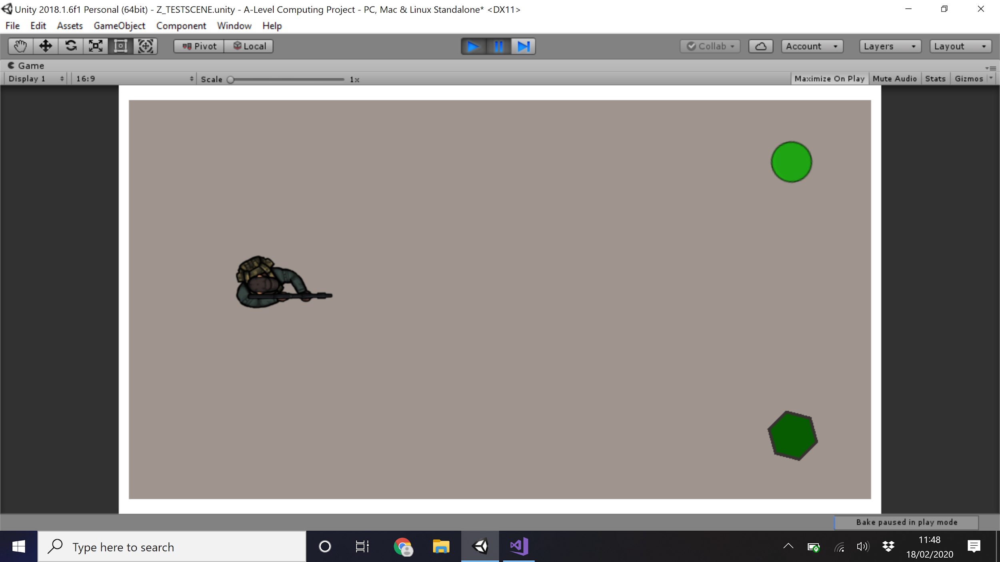 Unity 2018.1.6f1 Personal (64bit) - Z_TESTSCENE.unity - A-Level Computing Project - PC, Mac & Linux Standalone* <DX11>
File Edit Assets GameObject Component Window Help
Pivot Local Collab Account Layers Layout
Game
Display 1 16:9 Scale 1x Maximize On Play Mute Audio Stats Gizmos
Bake paused in play mode
Type here to search
11:48
18/02/2020